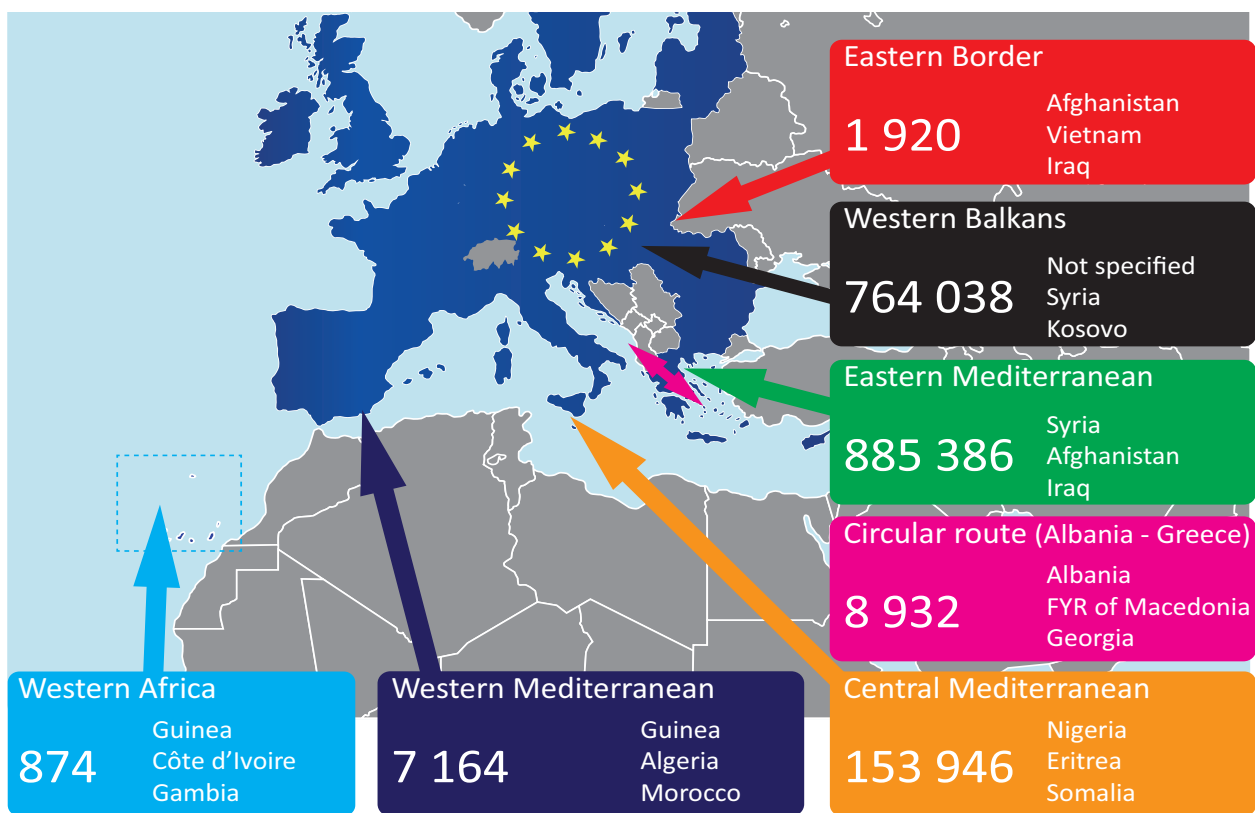 Eastern Border
1 920
Afghanistan
Vietnam
Iraq
Western Balkans
764 038
Not specified
Syria
Kosovo
Eastern Mediterranean
885 386
Syria
Afghanistan
Iraq
Circular route (Albania - Greece)
8 932
Albania
FYR of Macedonia
Georgia
Western Africa
874
Guinea
Côte d’Ivoire
Gambia
Western Mediterranean
7 164
Guinea
Algeria
Morocco
Central Mediterranean
153 946
Nigeria
Eritrea
Somalia